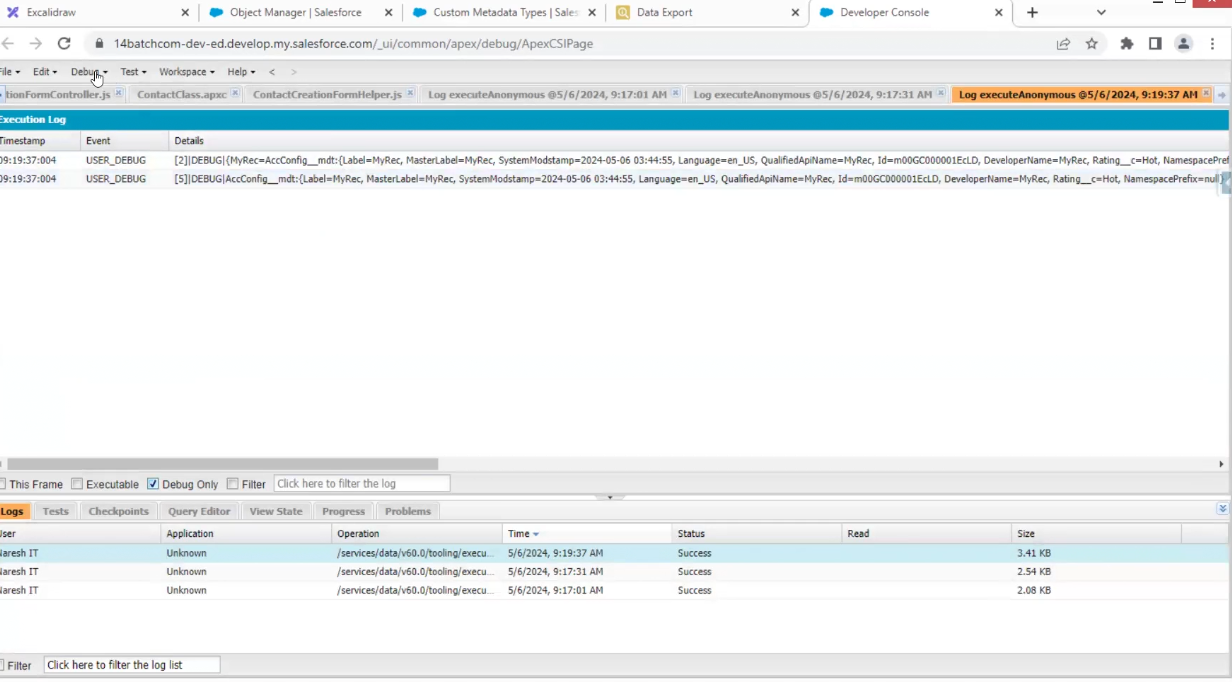 Excalidraw
Object Manager | Salesforce
Custom Metadata Types | Sales
Data Export
Developer Console
14batchcom-dev-ed.develop.my.salesforce.com/_ui/common/apex/debug/ApexCSIPage
File Edit Debug Test Workspace Help < >
tionFormController.js ContactClass.apxc ContactCreationFormHelper.js Log executeAnonymous @5/6/2024, 9:17:01 AM Log executeAnonymous @5/6/2024, 9:17:31 AM Log executeAnonymous @5/6/2024, 9:19:37 AM
Execution Log
Timestamp Event Details
09:19:37:004 USER_DEBUG [2]|DEBUG|{MyRec=AccConfig__mdt:{Label=MyRec, MasterLabel=MyRec, SystemModstamp=2024-05-06 03:44:55, Language=en_US, QualifiedApiName=MyRec, Id=m00GC000001EcLD, DeveloperName=MyRec, Rating__c=Hot, NamespacePref
09:19:37:004 USER_DEBUG [5]|DEBUG|AccConfig__mdt:{Label=MyRec, MasterLabel=MyRec, SystemModstamp=2024-05-06 03:44:55, Language=en_US, QualifiedApiName=MyRec, Id=m00GC000001EcLD, DeveloperName=MyRec, Rating__c=Hot, NamespacePrefix=null}
This Frame Executable Debug Only Filter Click here to filter the log
Logs Tests Checkpoints Query Editor View State Progress Problems
User Application Operation Time Status Read Size
Naresh IT Unknown /services/data/v60.0/tooling/execu... 5/6/2024, 9:19:37 AM Success 3.41 KB
Naresh IT Unknown /services/data/v60.0/tooling/execu... 5/6/2024, 9:17:31 AM Success 2.54 KB
Naresh IT Unknown /services/data/v60.0/tooling/execu... 5/6/2024, 9:17:01 AM Success 2.08 KB
Filter Click here to filter the log list